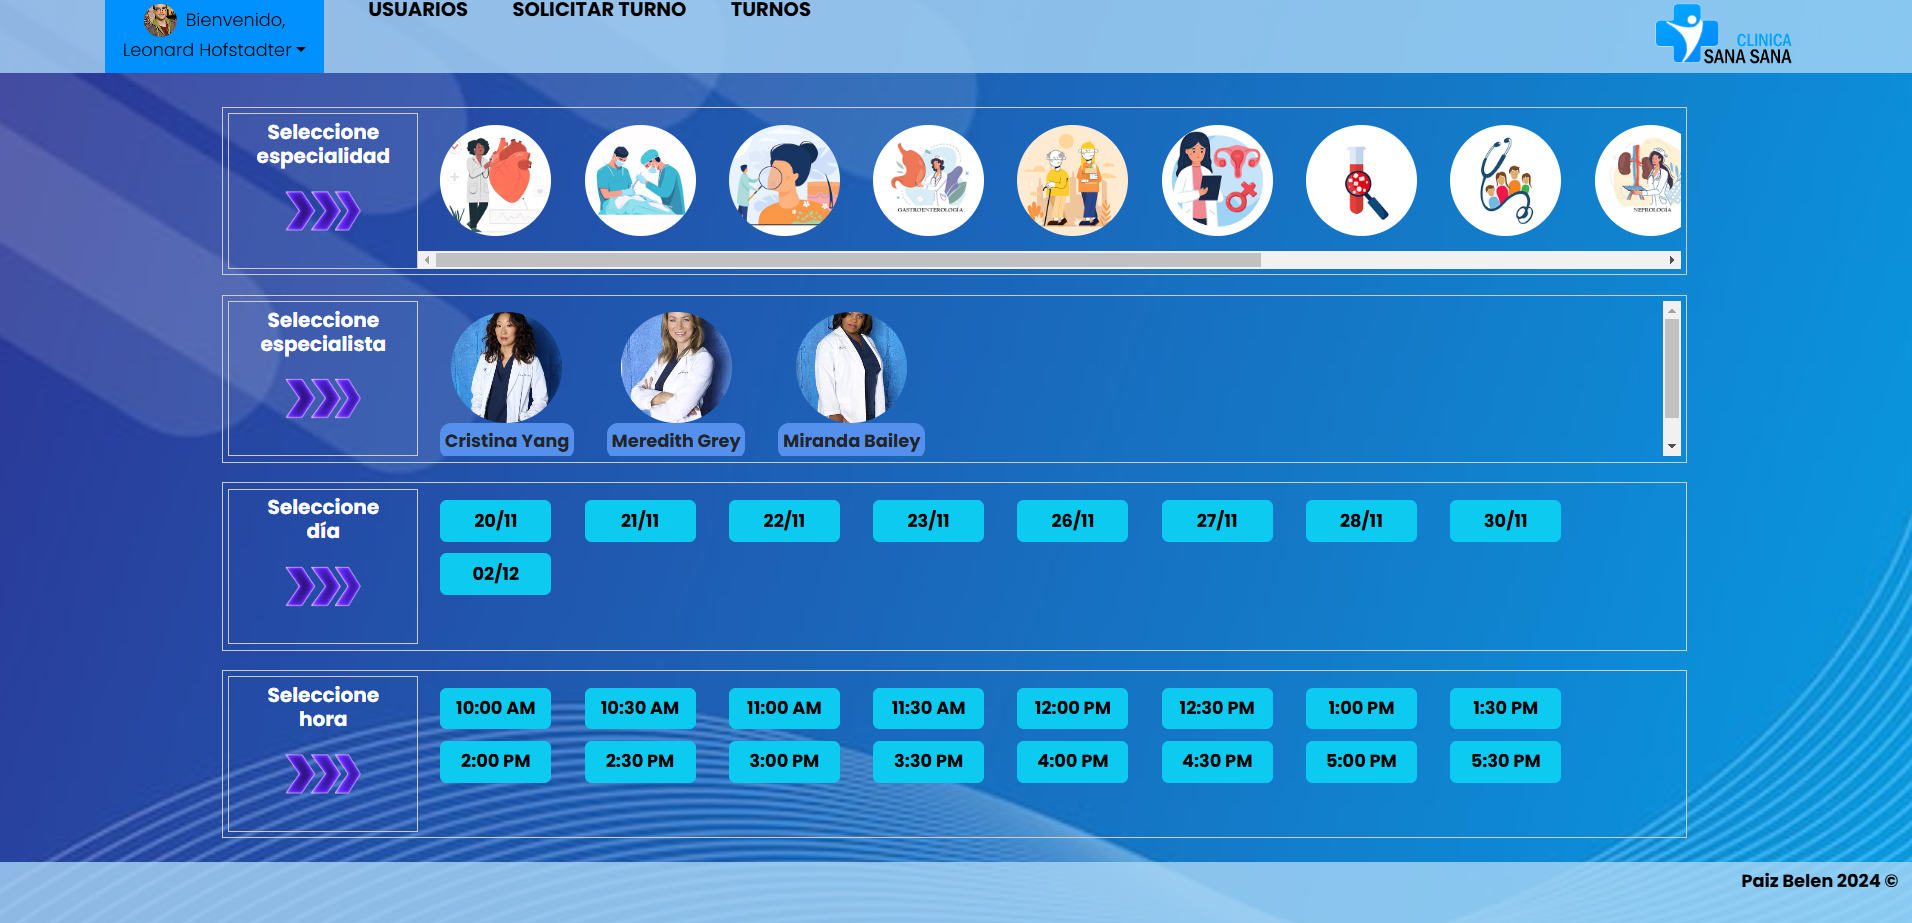 Bienvenido,
Leonard Hofstadter
USUARIOS
SOLICITAR TURNO
TURNOS
CLINICA
SANA SANA
Seleccione
especialidad
GASTROENTEROLOGÍA
NEFROLOGÍA
Seleccione
especialista
Cristina Yang
Meredith Grey
Miranda Bailey
Seleccione
día
20/11
21/11
22/11
23/11
26/11
27/11
28/11
30/11
02/12
Seleccione
hora
10:00 AM
10:30 AM
11:00 AM
11:30 AM
12:00 PM
12:30 PM
1:00 PM
1:30 PM
2:00 PM
2:30 PM
3:00 PM
3:30 PM
4:00 PM
4:30 PM
5:00 PM
5:30 PM
Paiz Belen 2024 ©